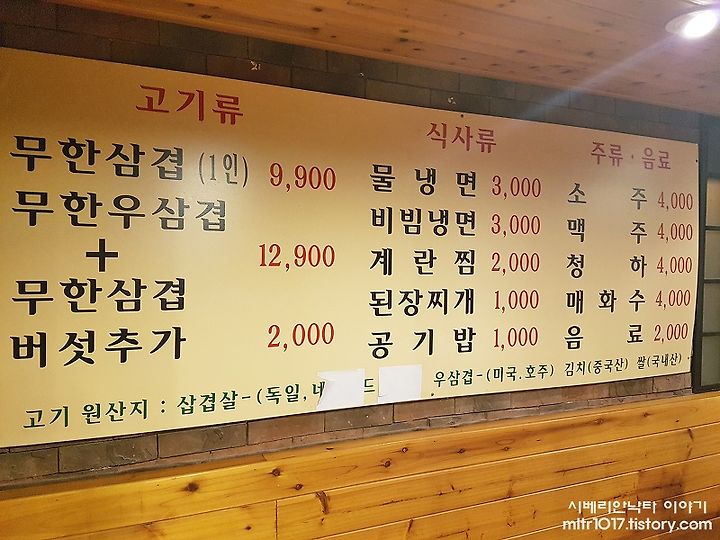 고기류
무한삼겹 (1인) 9,900
무한우삼겹
+ 12,900
무한삼겹
버섯추가 2,000
식사류
물냉면 3,000
비빔냉면 3,000
계란찜 2,000
된장찌개 1,000
공기밥 1,000
주류·음료
소주 4,000
맥주 4,000
청하 4,000
매화수 4,000
음료 2,000
고기 원산지 : 삽겹살-(독일,네 드 우삼겹-(미국.호주) 김치(중국산) 쌀(국내산)
시베리안낙타 이야기
mltr1017.tistory.com